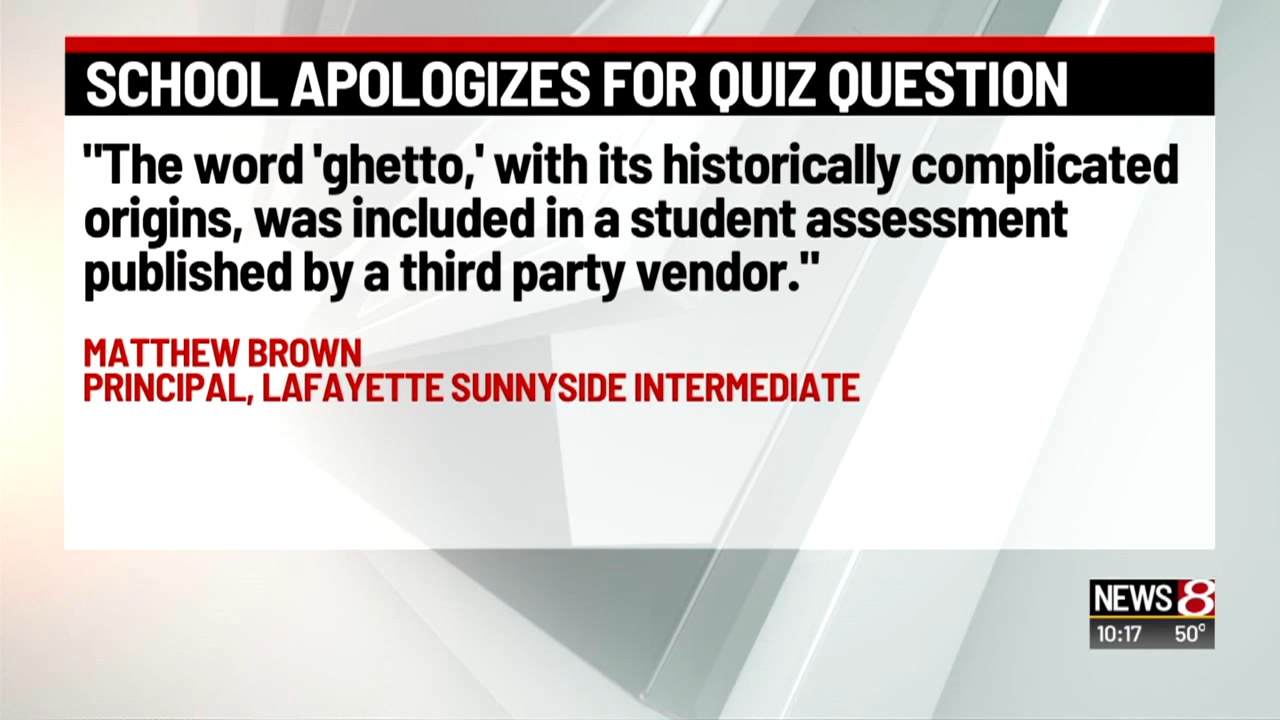 SCHOOL APOLOGIZES FOR QUIZ QUESTION
"The word 'ghetto,' with its historically complicated
origins, was included in a student assessment
published by a third party vendor."
MATTHEW BROWN
PRINCIPAL, LAFAYETTE SUNNYSIDE INTERMEDIATE
NEWS 8
10:17 50°